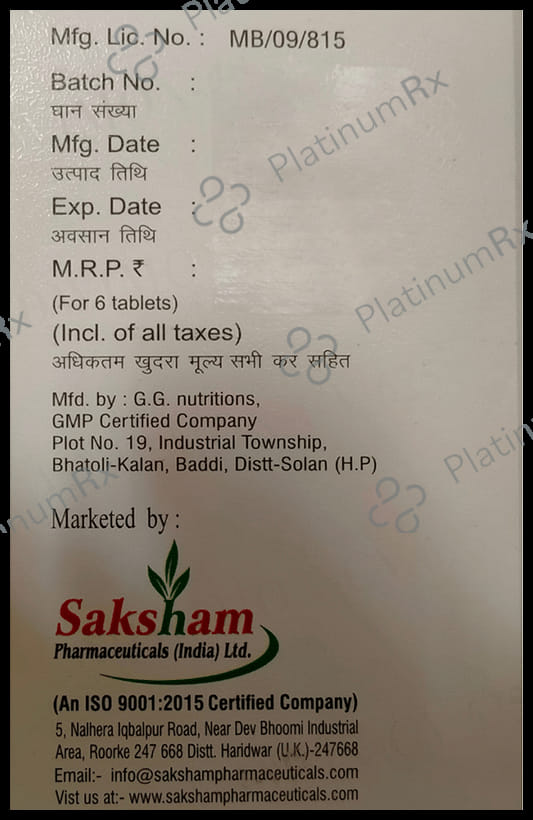 Mfg. Lic. No. : MB/09/815
Batch No. :
घान संख्या
Mfg. Date :
उत्पाद तिथि
Exp. Date :
अवसान तिथि
M.R.P. ₹ :
(For 6 tablets)
(Incl. of all taxes)
अधिकतम खुदरा मूल्य सभी कर सहित
Mfd. by : G.G. nutritions,
GMP Certified Company
Plot No. 19, Industrial Township,
Bhatoli-Kalan, Baddi, Distt-Solan (H.P)
Marketed by :
Saksham
Pharmaceuticals (India) Ltd.
(An ISO 9001:2015 Certified Company)
5, Nalhera Iqbalpur Road, Near Dev Bhoomi Industrial
Area, Roorke 247 668 Distt. Haridwar (U.K.)-247668
Email:- info@sakshampharmaceuticals.com
Vist us at:- www.sakshampharmaceuticals.com
PlatinumRx
PlatinumRx
PlatinumRx